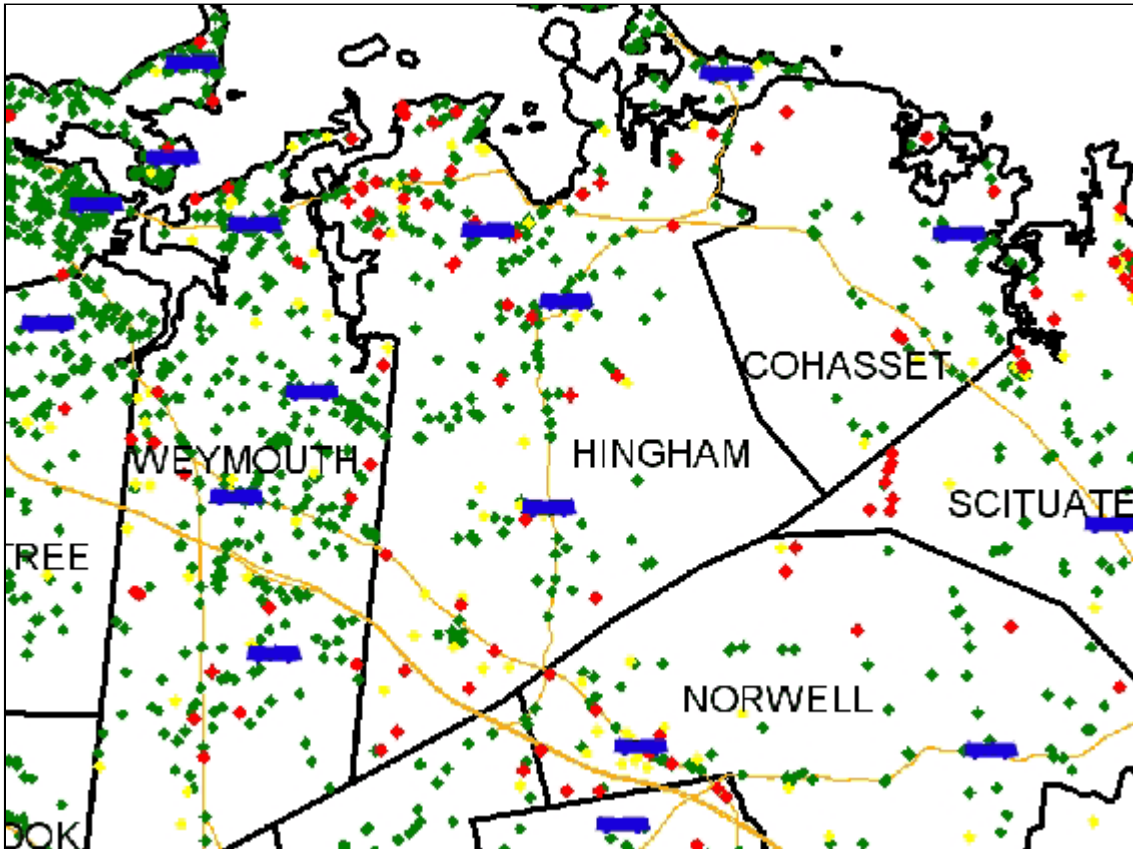 COHASSET
WEYMOUTH
HINGHAM
SCITUATE
TREE
NORWELL
OOK